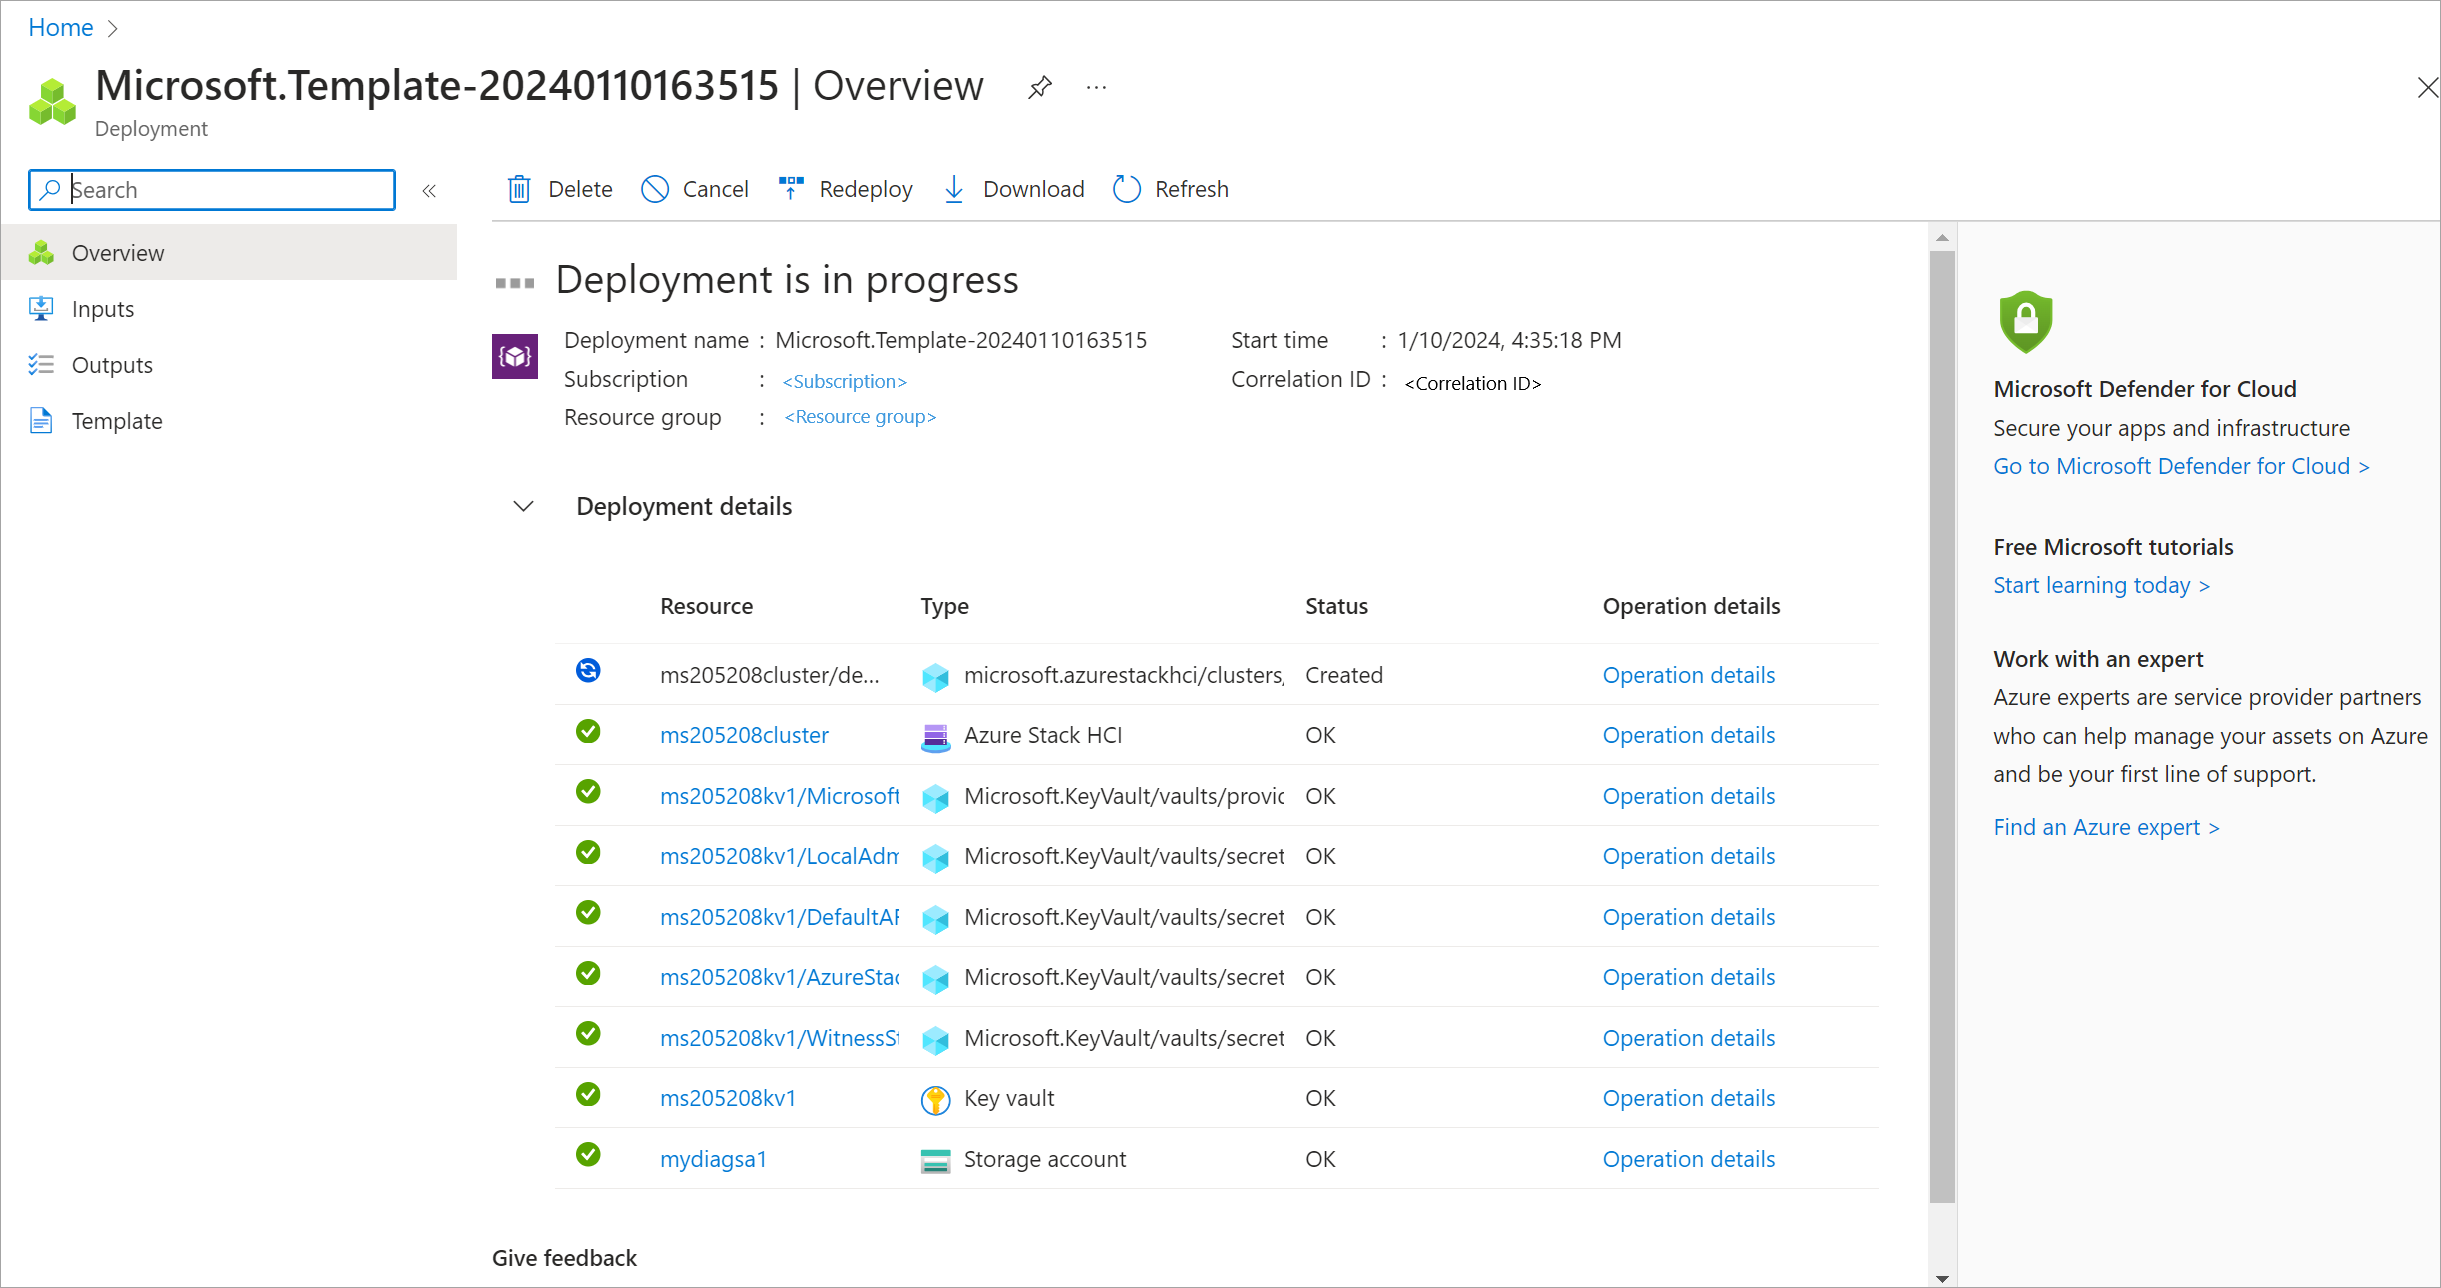 Home
Microsoft.Template-20240110163515 | Overview
Deployment
Search
Overview
Inputs
Outputs
Template
Delete Cancel Redeploy Download Refresh
Deployment is in progress
Deployment name : Microsoft.Template-20240110163515 Start time : 1/10/2024, 4:35:18 PM
Subscription : <Subscription> Correlation ID : <Correlation ID>
Resource group : <Resource group>
Deployment details
Resource Type Status Operation details
ms205208cluster/de... microsoft.azurestackhci/clusters, Created Operation details
ms205208cluster Azure Stack HCI OK Operation details
ms205208kv1/Microsoft Microsoft.KeyVault/vaults/provic OK Operation details
ms205208kv1/LocalAdm Microsoft.KeyVault/vaults/secret OK Operation details
ms205208kv1/DefaultAR Microsoft.KeyVault/vaults/secret OK Operation details
ms205208kv1/AzureStac Microsoft.KeyVault/vaults/secret OK Operation details
ms205208kv1/WitnessSt Microsoft.KeyVault/vaults/secret OK Operation details
ms205208kv1 Key vault OK Operation details
mydiagsa1 Storage account OK Operation details
Give feedback
Microsoft Defender for Cloud
Secure your apps and infrastructure
Go to Microsoft Defender for Cloud >
Free Microsoft tutorials
Start learning today >
Work with an expert
Azure experts are service provider partners
who can help manage your assets on Azure
and be your first line of support.
Find an Azure expert >